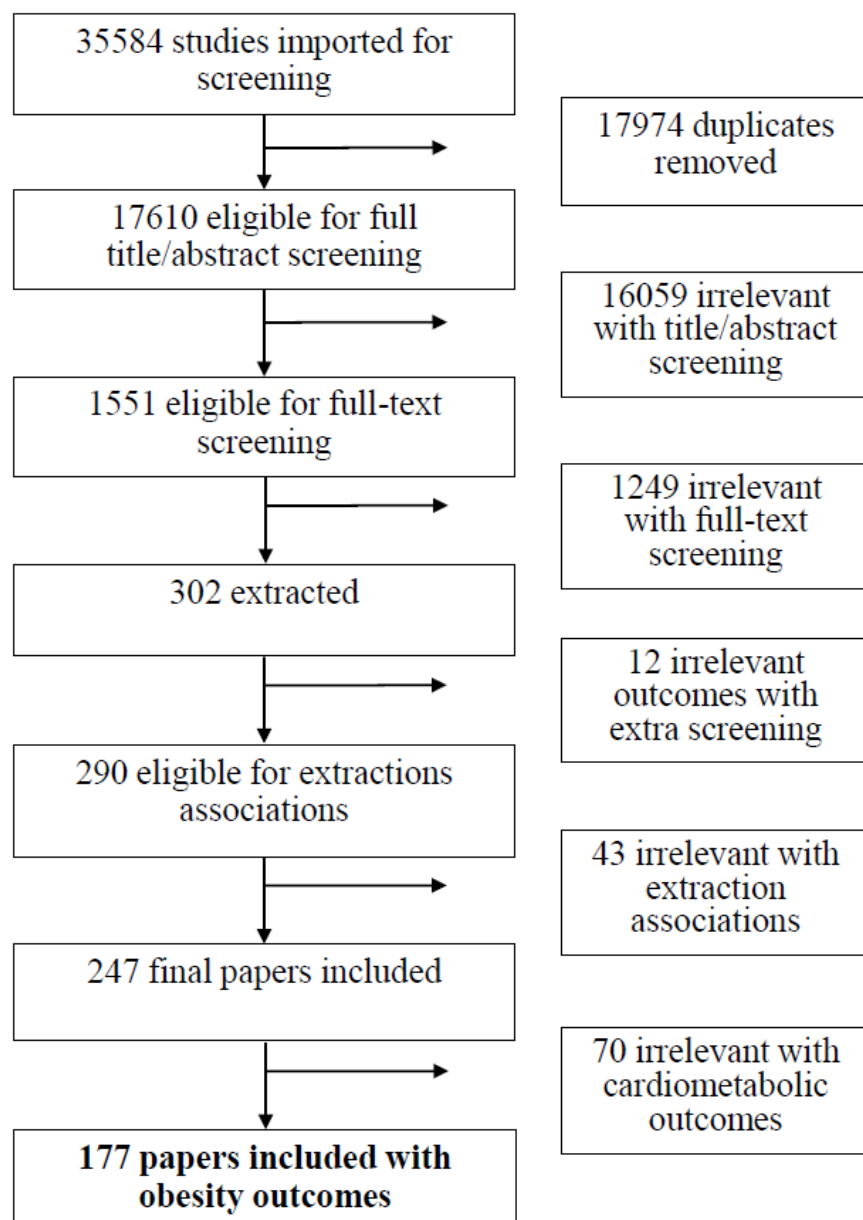 35584 studies imported for
screening
17974 duplicates
removed
17610 eligible for full
title/abstract screening
16059 irrelevant
with title/abstract
screening
1551 eligible for full-text
screening
1249 irrelevant
with full-text
screening
302 extracted
12 irrelevant
outcomes with
extra screening
290 eligible for extractions
associations
43 irrelevant with
extraction
associations
247 final papers included
70 irrelevant with
cardiometabolic
outcomes
177 papers included with
obesity outcomes